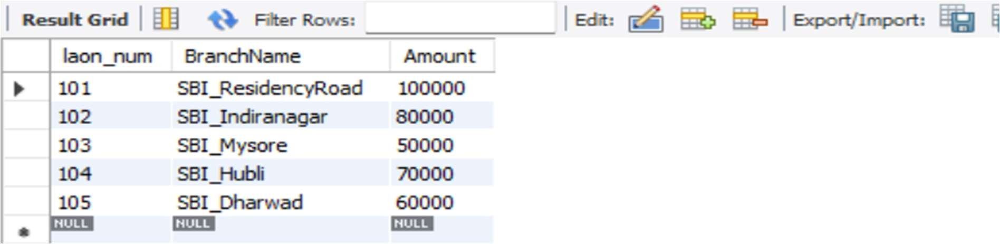 Result Grid Filter Rows: Edit: Export/Import:
laon_num BranchName Amount
101 SBI_ResidencyRoad 100000
102 SBI_Indiranagar 80000
103 SBI_Mysore 50000
104 SBI_Hubli 70000
105 SBI_Dharwad 60000
NULL NULL NULL